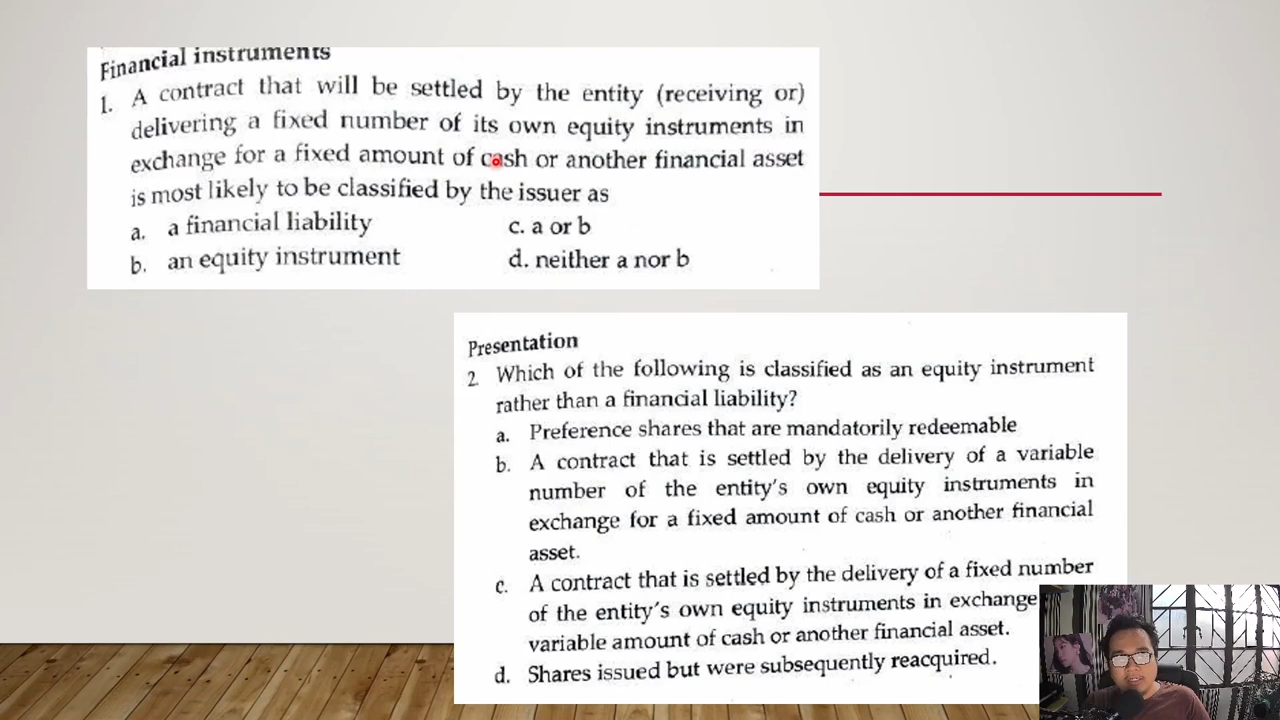 Financial instruments
1. A contract that will be settled by the entity (receiving or)
delivering a fixed number of its own equity instruments in
exchange for a fixed amount of cash or another financial asset
is most likely to be classified by the issuer as
a. a financial liability
c. a or b
b. an equity instrument
d. neither a nor b
Presentation
2. Which of the following is classified as an equity instrument
rather than a financial liability?
a. Preference shares that are mandatorily redeemable
b. A contract that is settled by the delivery of a variable
number of the entity's own equity instruments in
exchange for a fixed amount of cash or another financial
asset.
c. A contract that is settled by the delivery of a fixed number
of the entity's own equity instruments in exchange
variable amount of cash or another financial asset.
d. Shares issued but were subsequently reacquired.